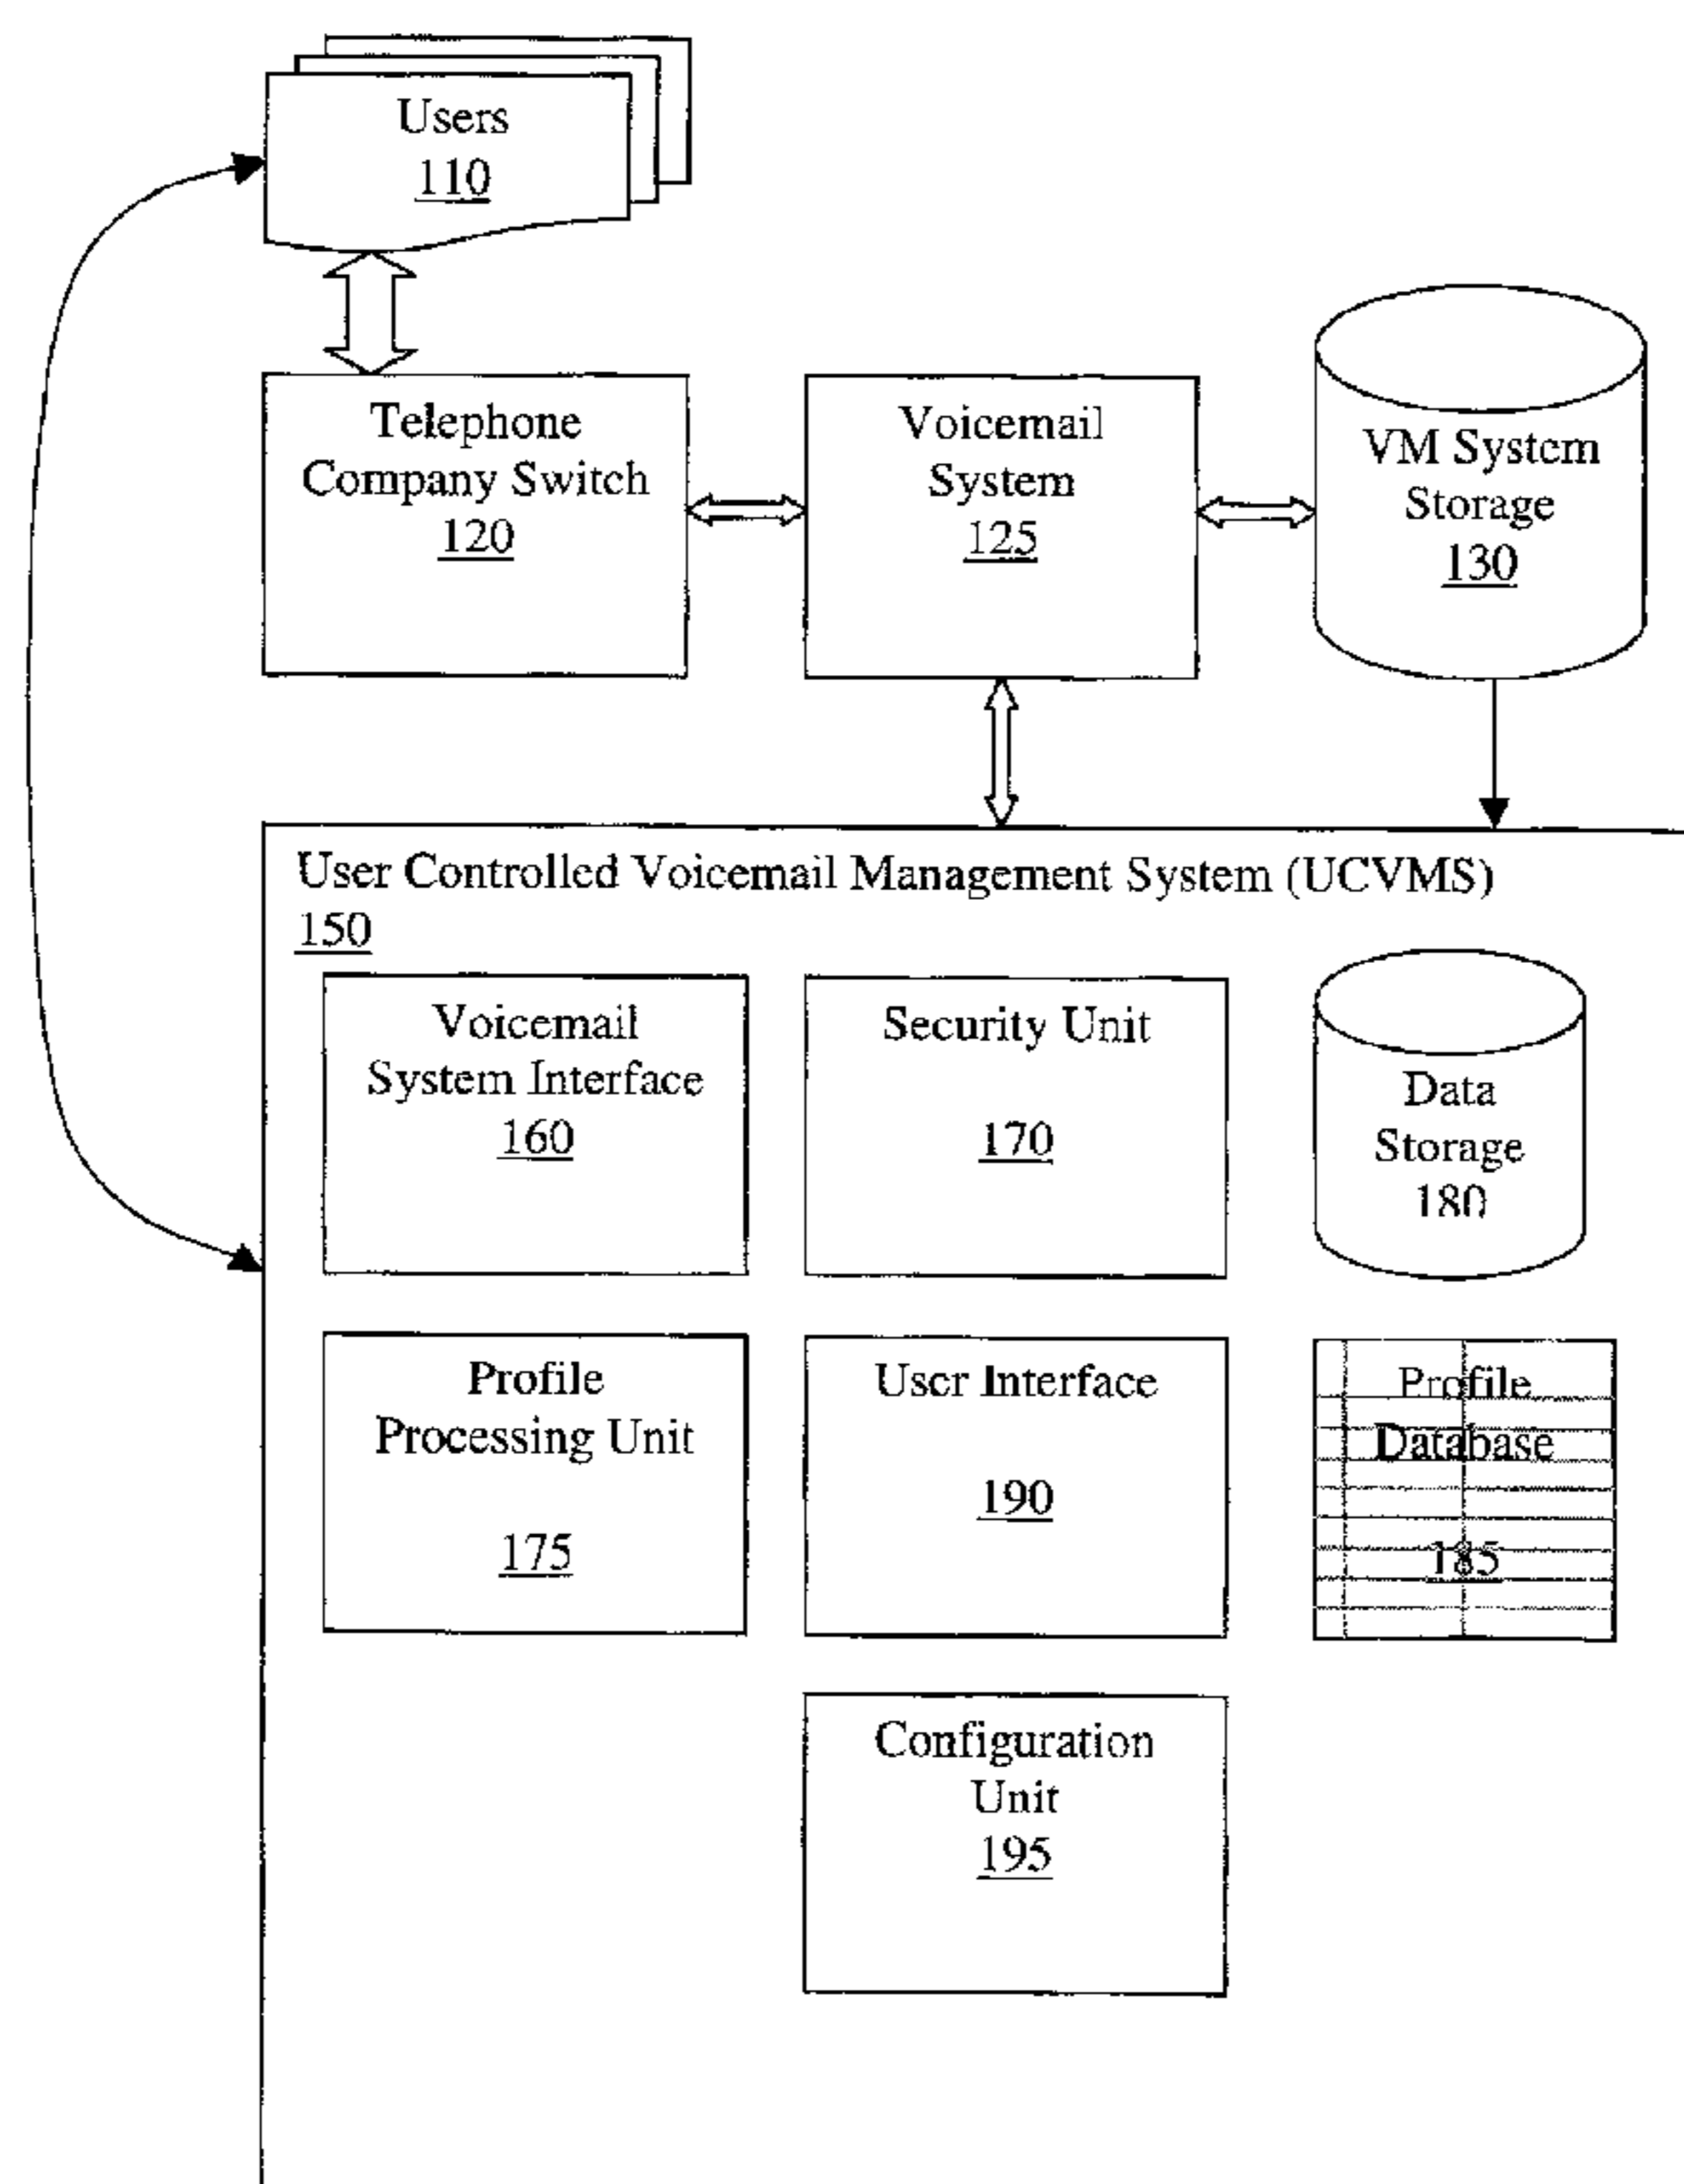 Users
110
Telephone
Company Switch
120
Voicemail
System
125
VM System
Storage
130
User Controlled Voicemail Management System (UCVMS)
150
Voicemail
System Interface
160
Security Unit
170
Data
Storage
180
Profile
Processing Unit
175
User Interface
190
Profile
Database
185
Configuration
Unit
195